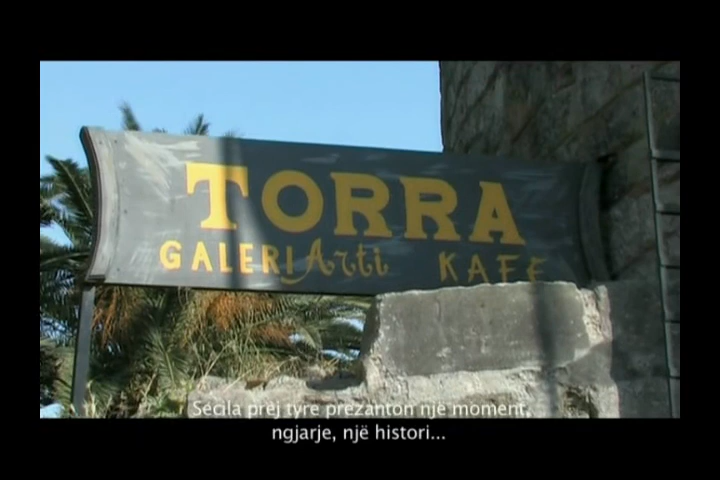 TORRA
GALERI Arti KAFE
Secila prej tyre prezanton një moment,
ngjarje, një histori...